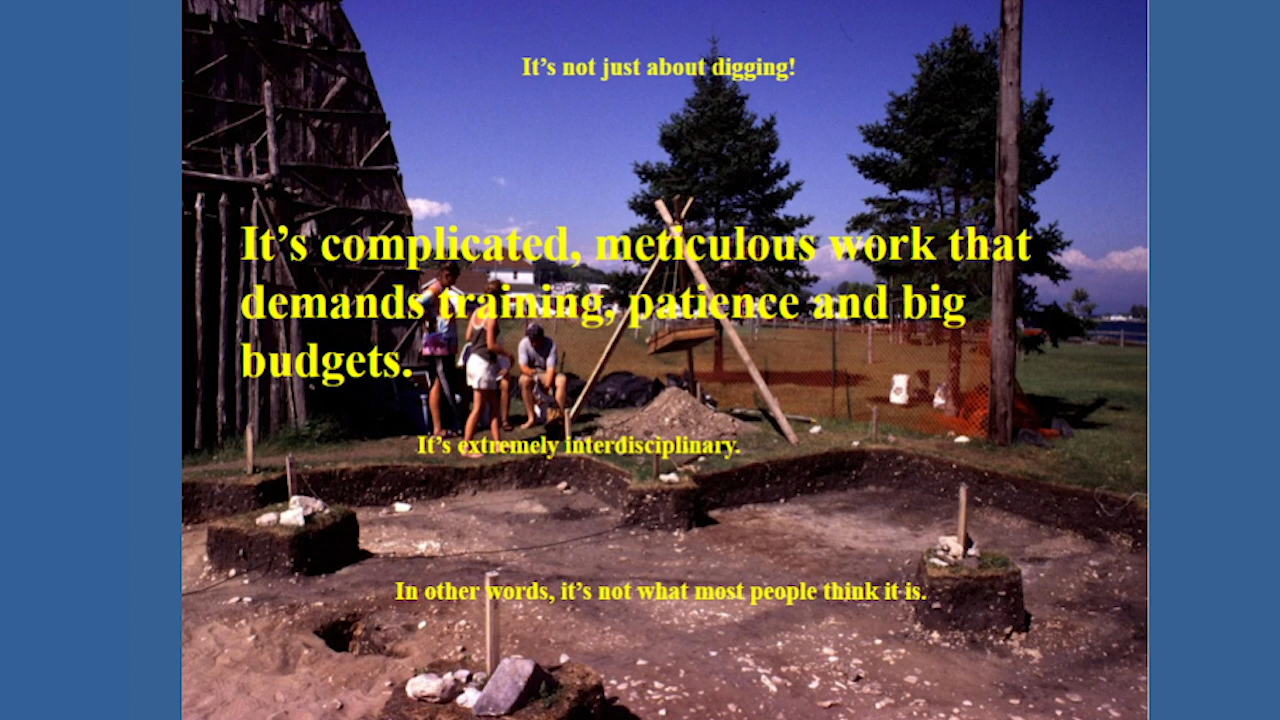 It’s not just about digging!
It’s complicated, meticulous work that
demands training, patience and big
budgets.
It’s extremely interdisciplinary.
In other words, it’s not what most people think it is.